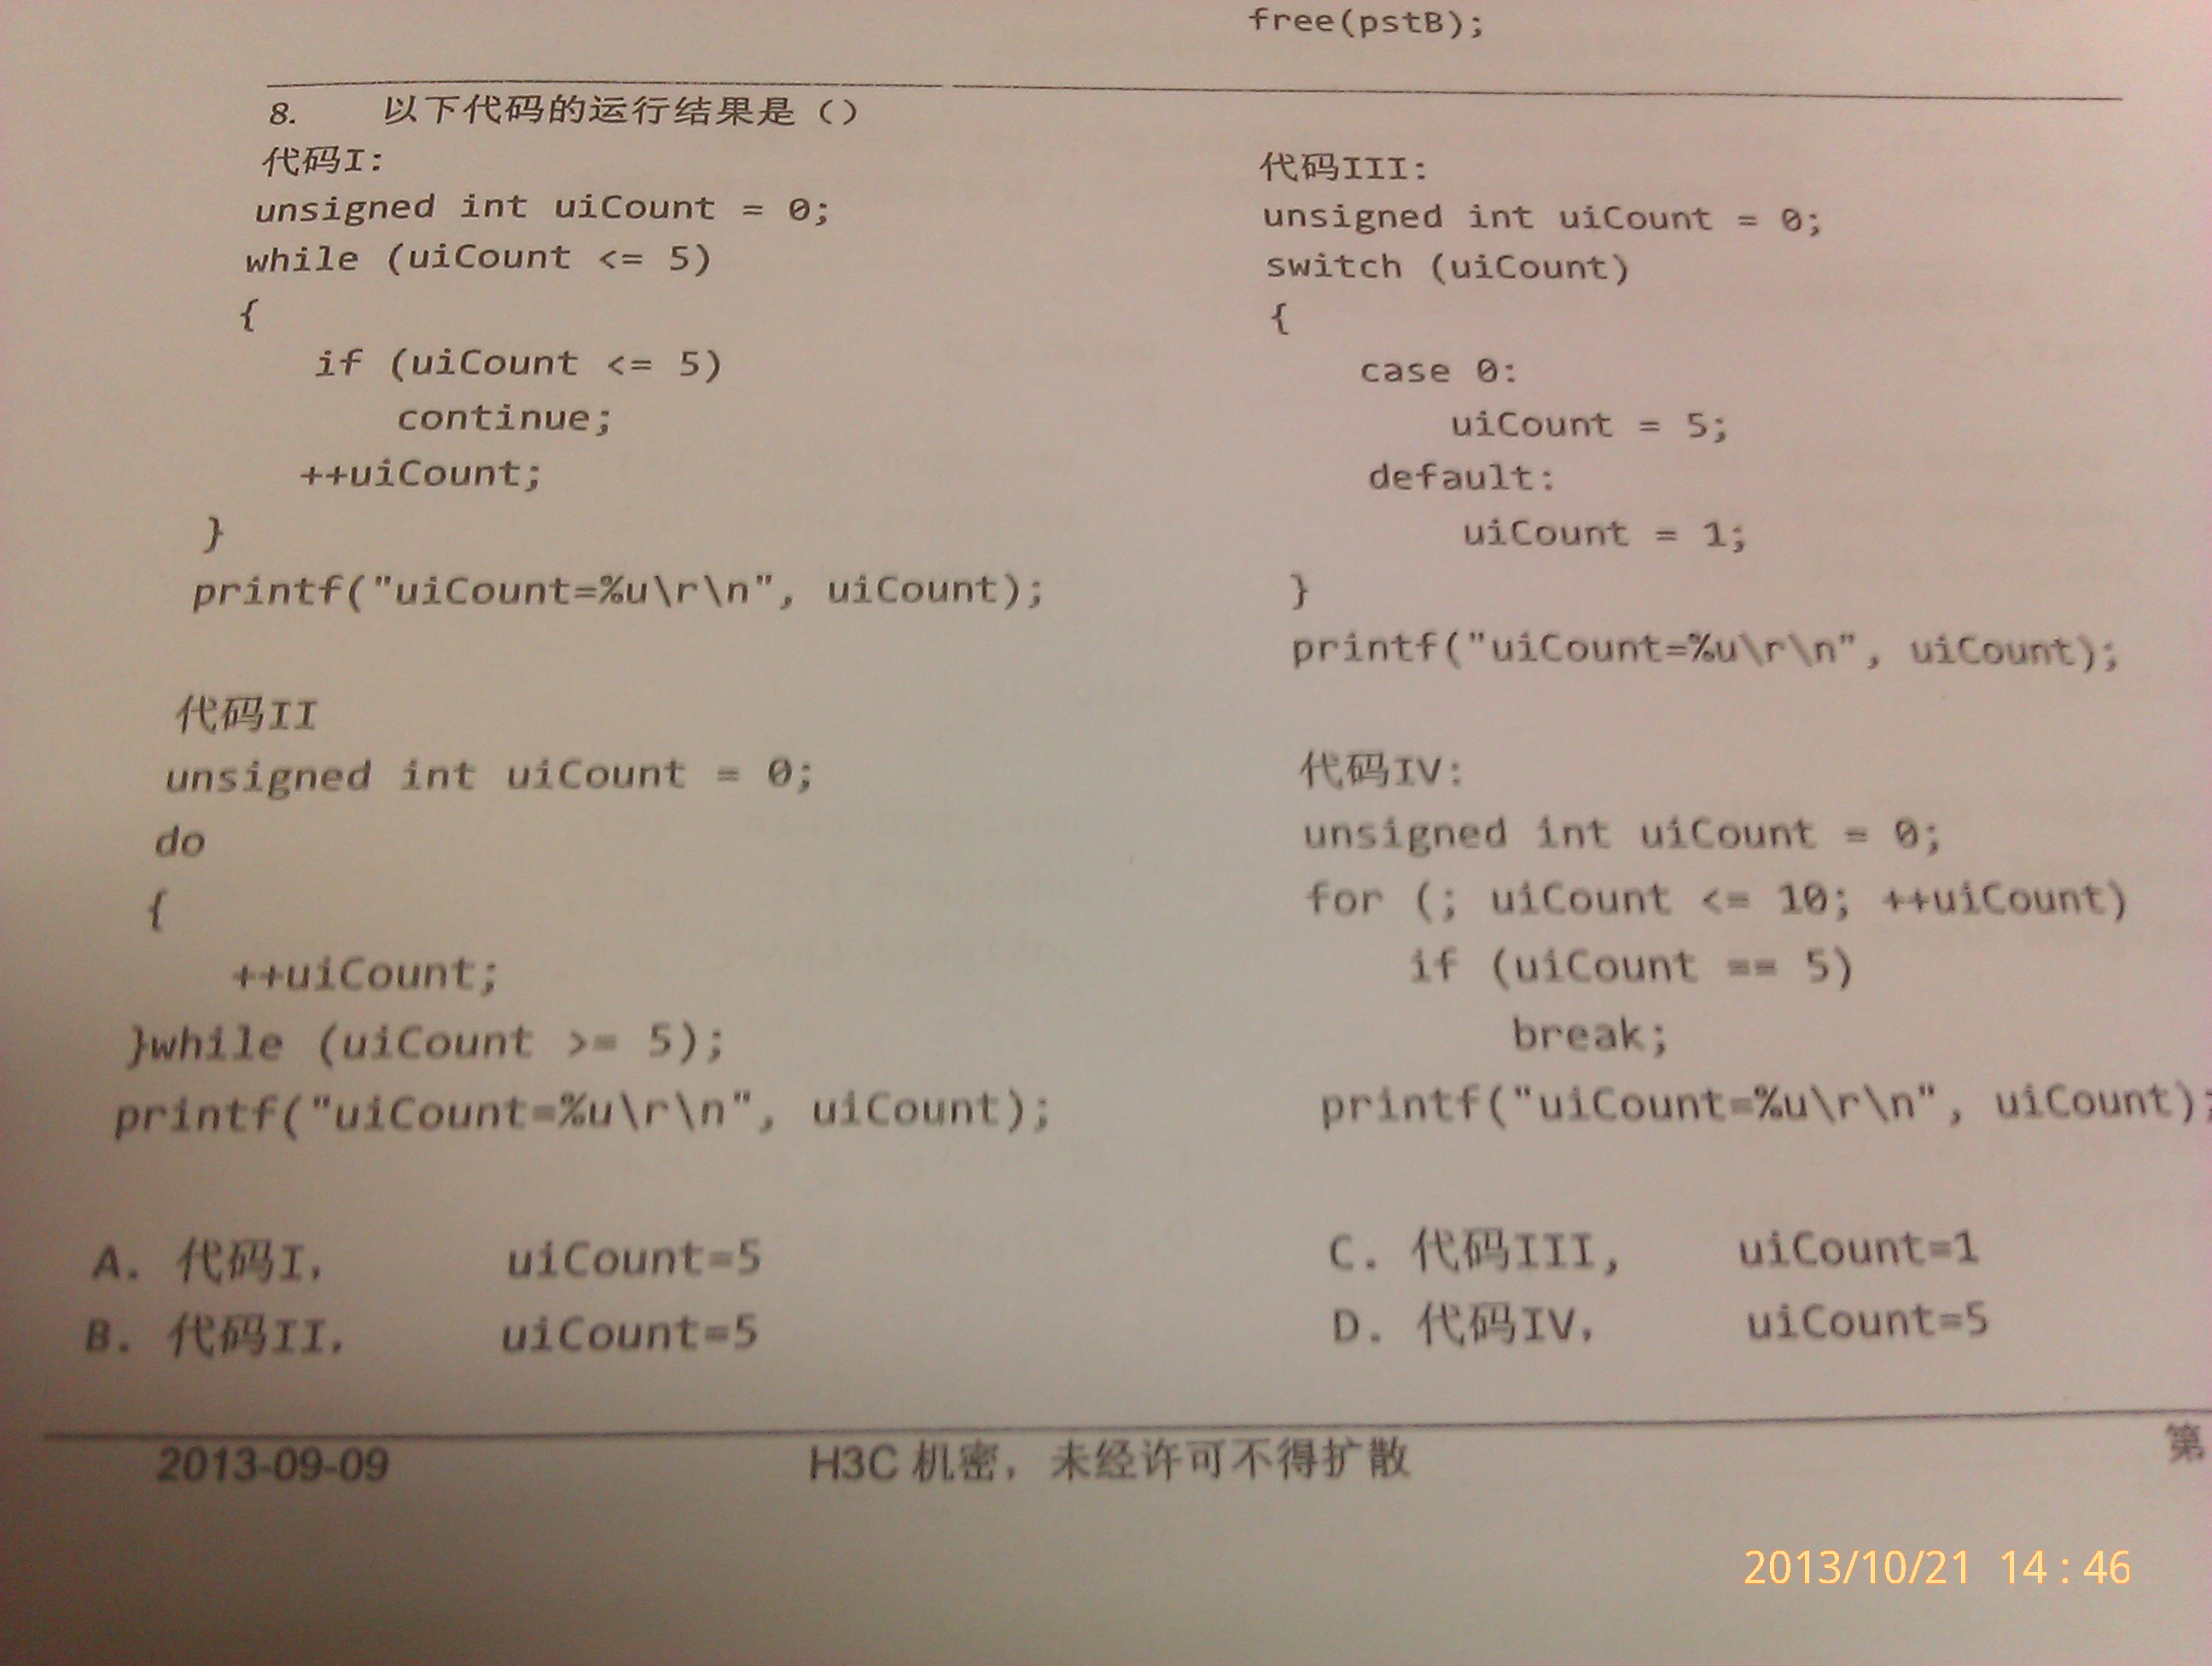 free(pstB);
8. 以下代码的运行结果是（）
代码I:
unsigned int uiCount = 0;
while (uiCount <= 5)
{
if (uiCount <= 5)
continue;
++uiCount;
}
printf("uiCount=%u\r\n", uiCount);
代码II
unsigned int uiCount = 0;
do
{
++uiCount;
}while (uiCount >= 5);
printf("uiCount=%u\r\n", uiCount);
代码III:
unsigned int uiCount = 0;
switch (uiCount)
{
case 0:
uiCount = 5;
default:
uiCount = 1;
}
printf("uiCount=%u\r\n", uiCount);
代码IV:
unsigned int uiCount = 0;
for (; uiCount <= 10; ++uiCount)
if (uiCount == 5)
break;
printf("uiCount=%u\r\n", uiCount);
A. 代码I, uiCount=5
B. 代码II, uiCount=5
C. 代码III, uiCount=1
D. 代码IV, uiCount=5
2013-09-09 H3C 机密，未经许可不得扩散 第
2013/10/21 14:46